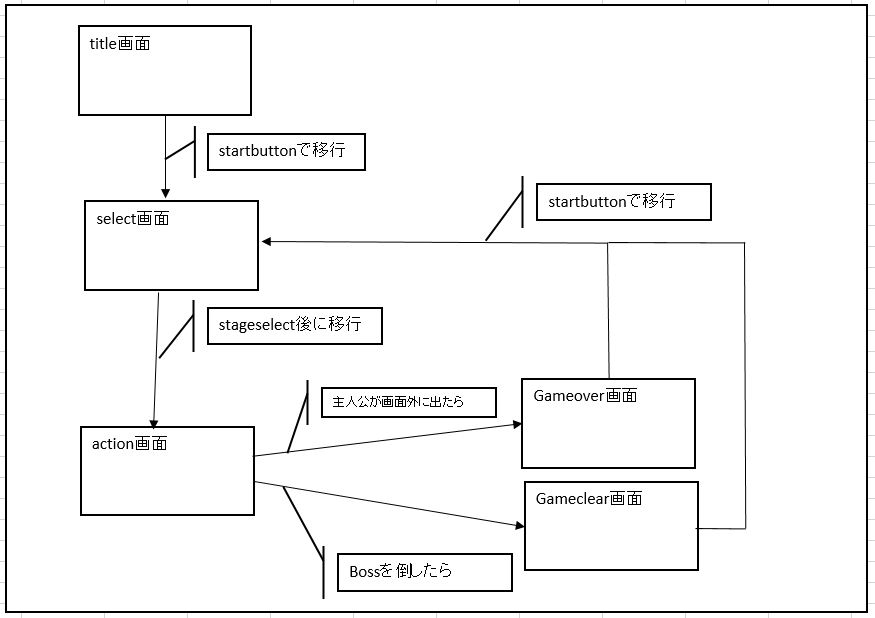 title画面
startbuttonで移行
select画面
startbuttonで移行
stageselect後に移行
主人公が画面外に出たら
Gameover画面
action画面
Gameclear画面
Bossを倒したら